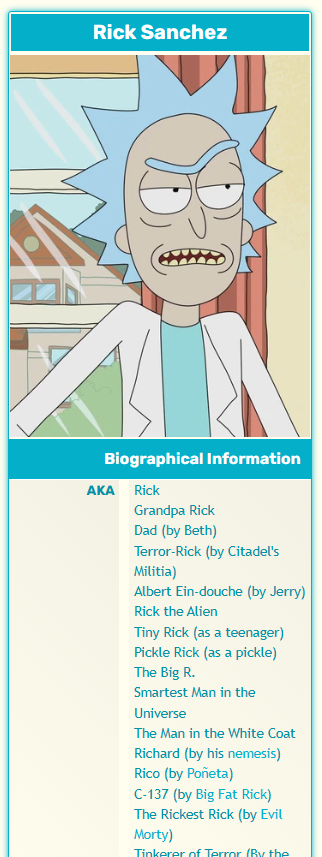 Rick Sanchez
Biographical Information
AKA Rick
Grandpa Rick
Dad (by Beth)
Terror-Rick (by Citadel's
Militia)
Albert Ein-douche (by Jerry)
Rick the Alien
Tiny Rick (as a teenager)
Pickle Rick (as a pickle)
The Big R.
Smartest Man in the
Universe
The Man in the White Coat
Richard (by his nemesis)
Rico (by Poñeta)
C-137 (by Big Fat Rick)
The Rickest Rick (by Evil
Morty)
Tinkerer of Terror (By the